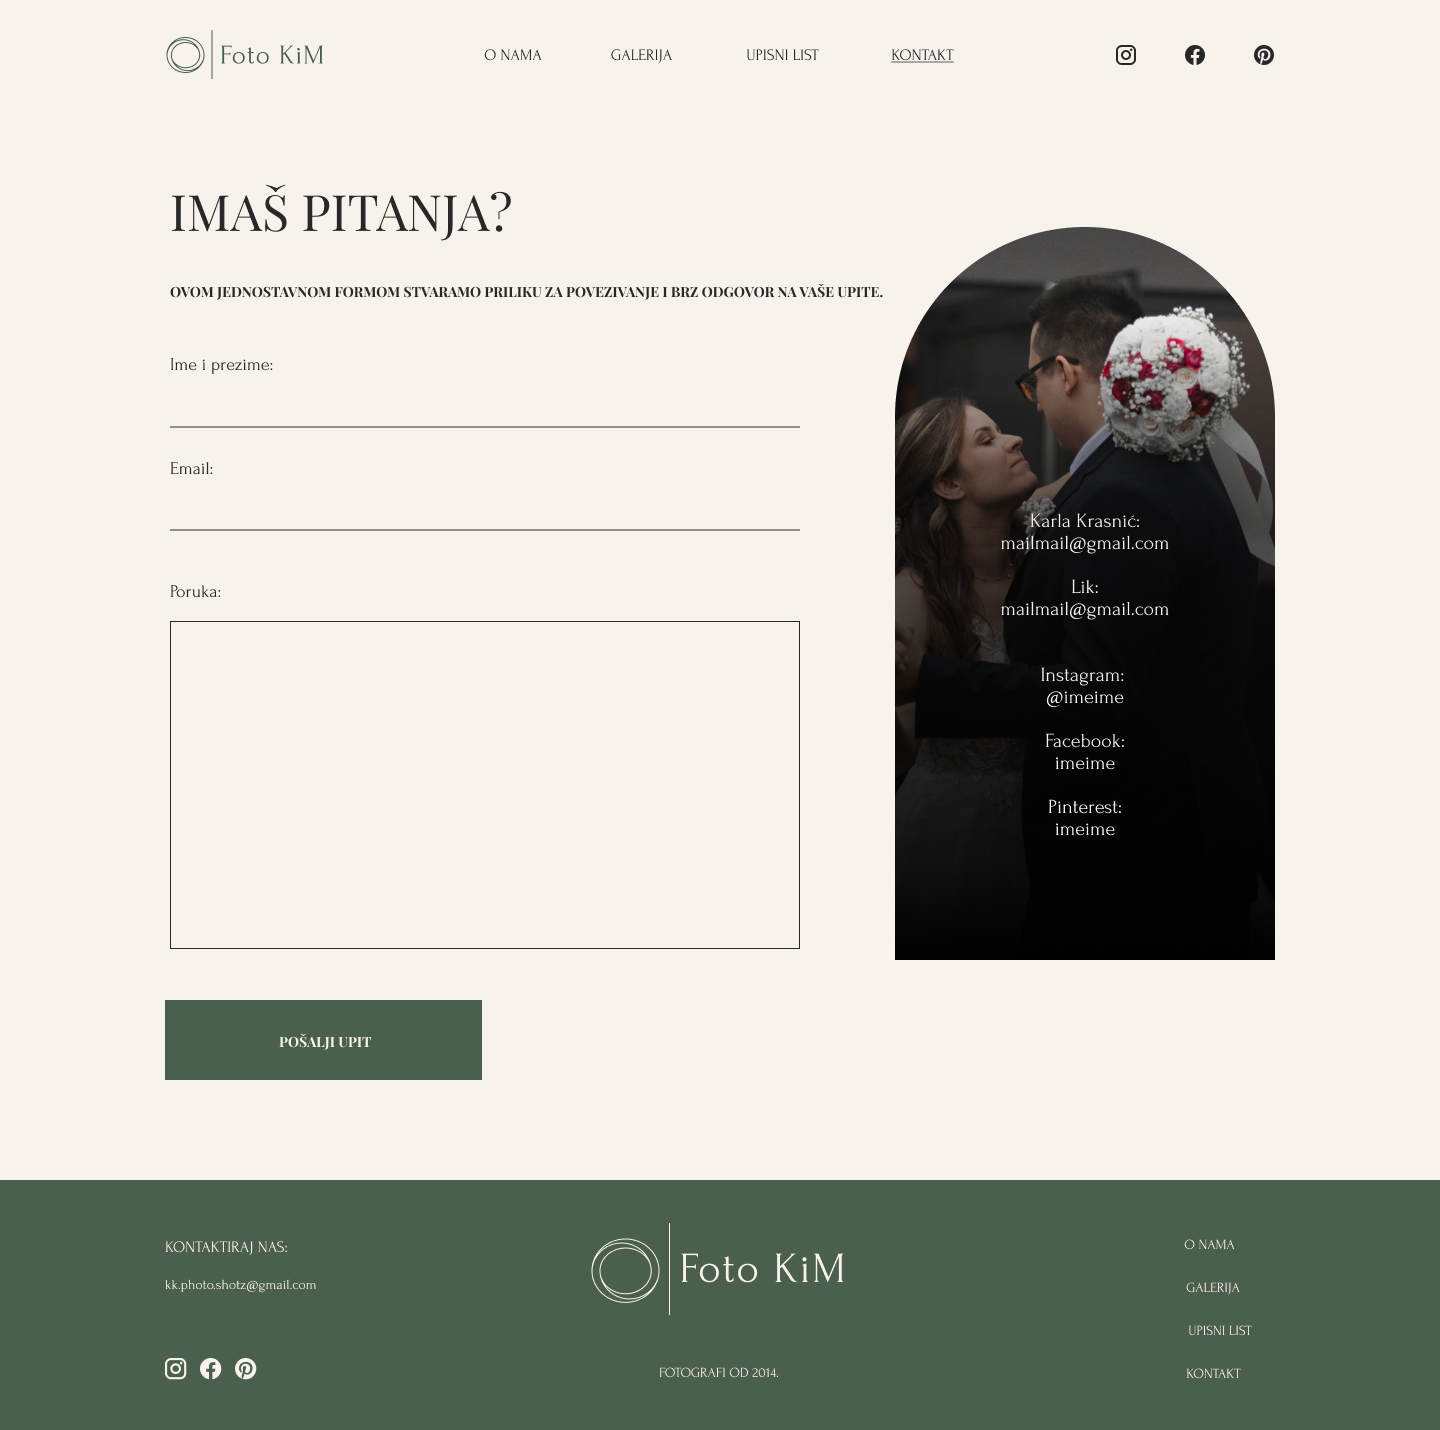 Foto KiM
O NAMA
GALERIJA
UPISNI LIST
KONTAKT
IMAŠ PITANJA?
OVOM JEDNOSTAVNOM FORMOM STVARAMO PRILIKU ZA POVEZIVANJE I BRZ ODGOVOR NA VAŠE UPITE.
Ime i prezime:
Email:
Poruka:
POŠALJI UPIT
Karla Krasnić:
mailmail@gmail.com
Lik:
mailmail@gmail.com
Instagram:
@imeime
Facebook:
imeime
Pinterest:
imeime
KONTAKTIRAJ NAS:
kk.photo.shotz@gmail.com
Foto KiM
FOTOGRAFI OD 2014.
O NAMA
GALERIJA
UPISNI LIST
KONTAKT